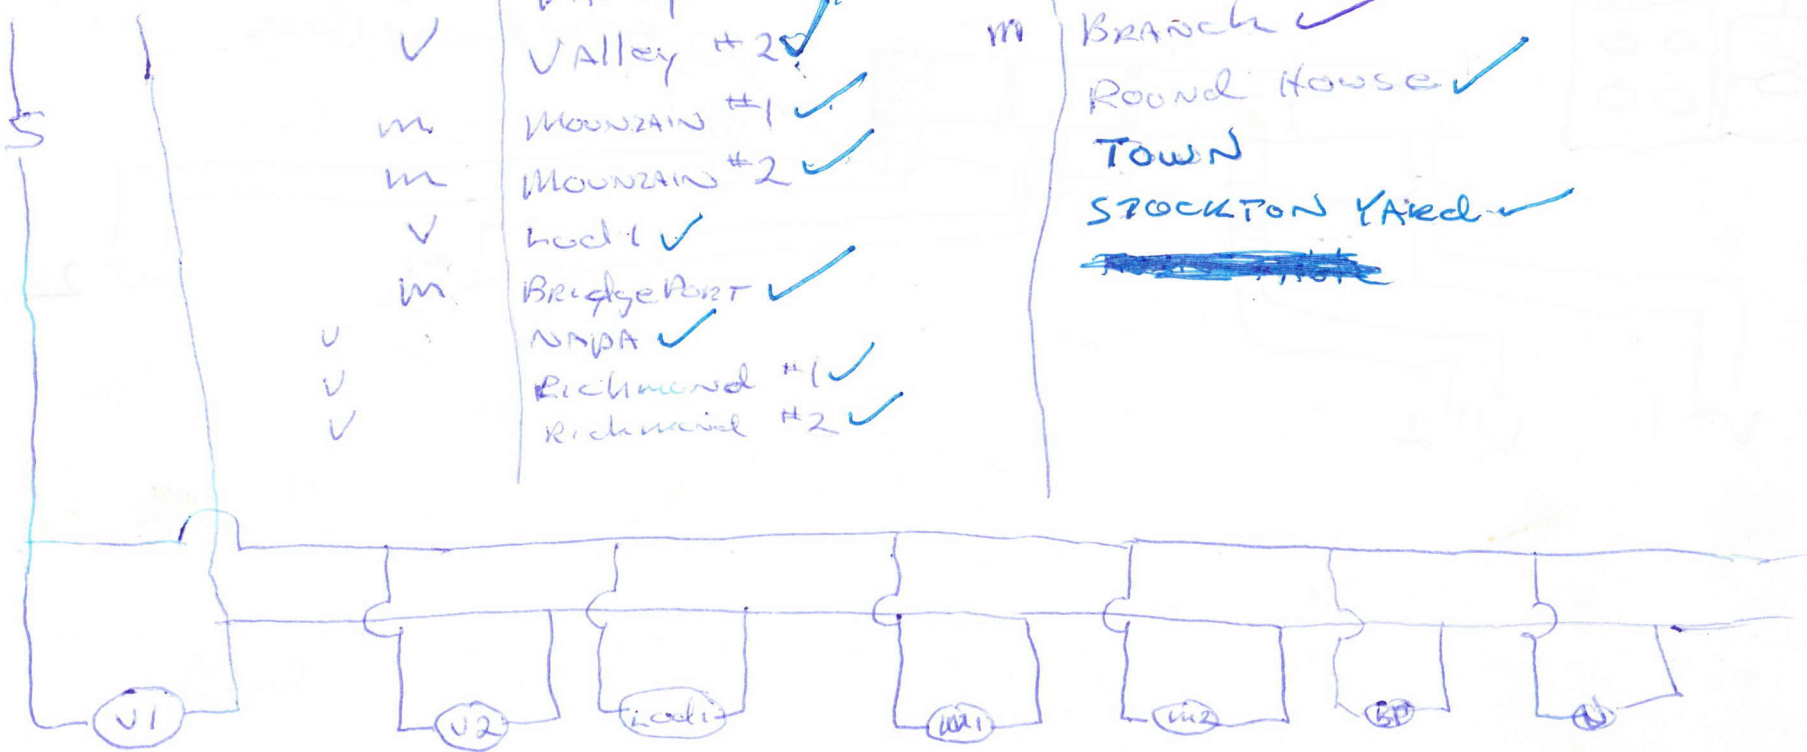 V Valley #2 ✓
m Mountain #1 ✓
m Mountain #2 ✓
V Lodi ✓
m BridgePort ✓
V Napa ✓
V Richmond #1 ✓
V Richmond #2 ✓
m Branch ✓
Round House ✓
TOWN
STOCKTON YARd ✓
S
V1 V2 Lodi m1 m2 BP N